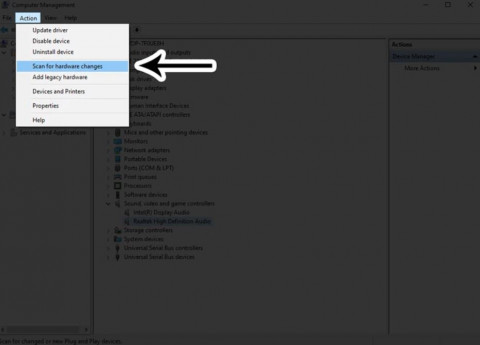 Computer Management
File Action View Help
Update driver
Disable device
Uninstall device
Scan for hardware changes
Add legacy hardware
Devices and Printers
Properties
Help
Services and Applications
Mice and other pointing devices
Monitors
Network adapters
Portable Devices
Ports (COM & LPT)
Print queues
Processors
Software devices
Sound, video and game controllers
Intel(R) Display Audio
Realtek High Definition Audio
Storage controllers
System devices
Universal Serial Bus controllers
Universal Serial Bus devices
Actions
Device Manager
More Actions
Scan for changed or new Plug and Play devices.